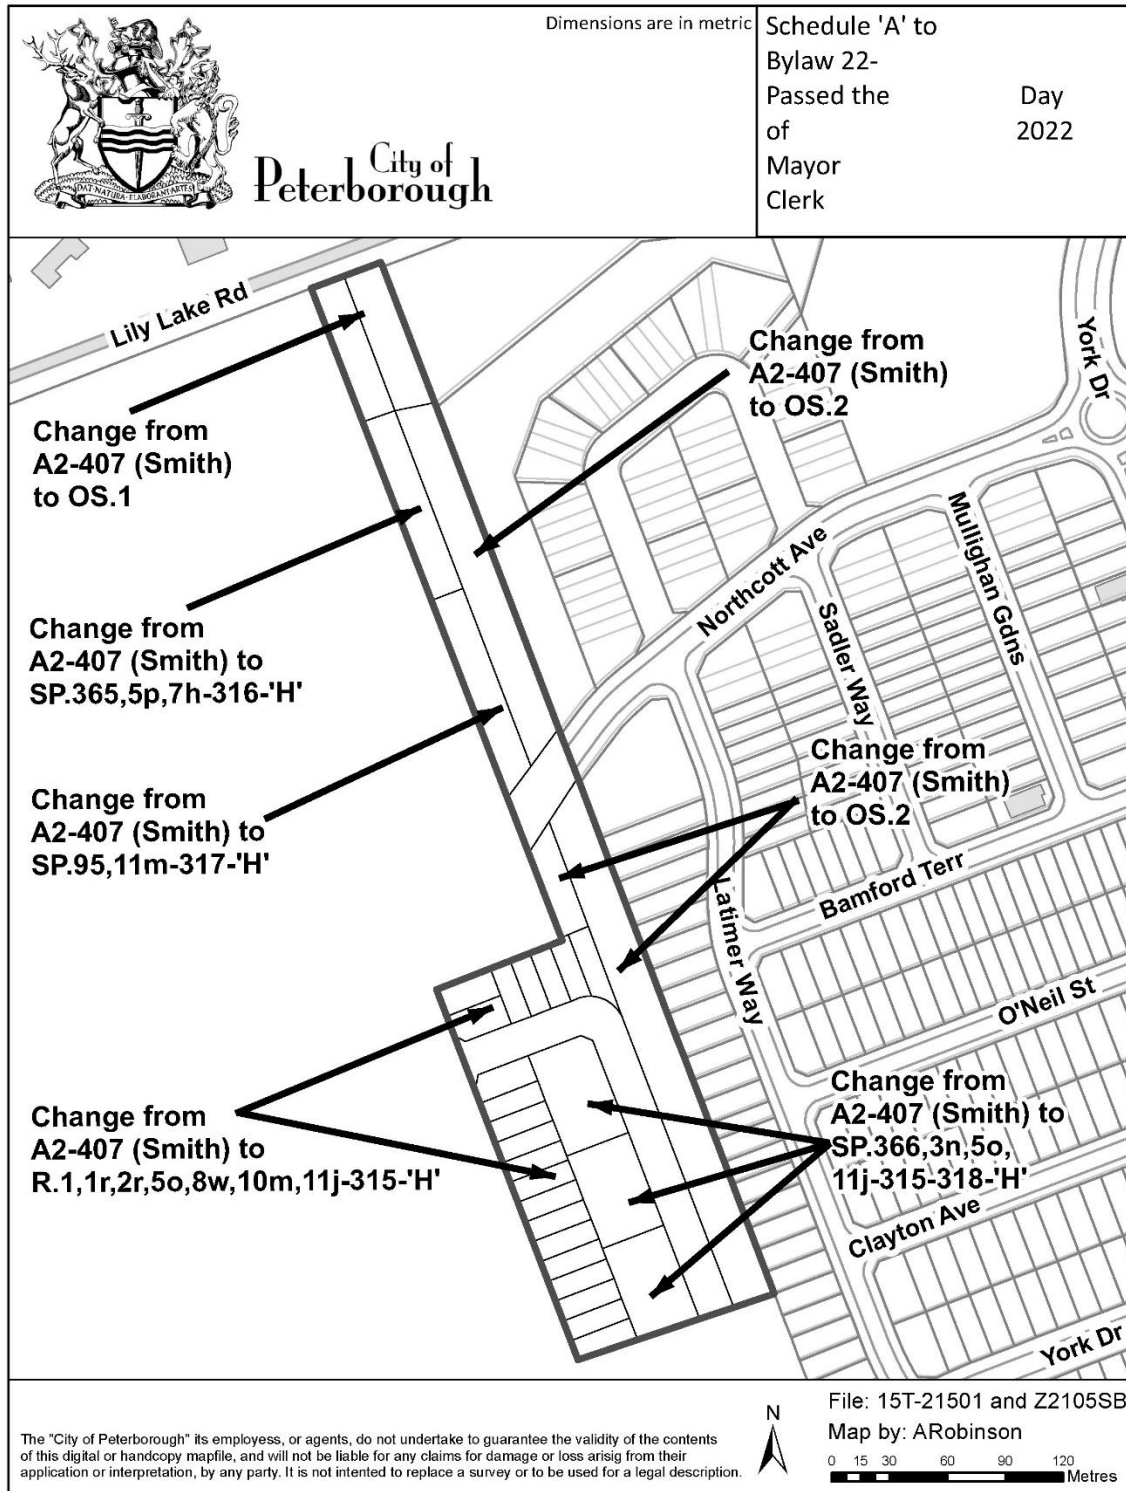 Dimensions are in metric
Schedule 'A' to
Bylaw 22-
Passed the Day
of 2022
Mayor
Clerk
DAT·NATURA·ELABORANT·ARTES
City of
Peterborough
Lily Lake Rd
York Dr
Change from
A2-407 (Smith)
to OS.2
Change from
A2-407 (Smith)
to OS.1
Mullighan Gdns
Northcott Ave
Sadler Way
Change from
A2-407 (Smith) to
SP.365,5p,7h-316-'H'
Change from
A2-407 (Smith)
to OS.2
Change from
A2-407 (Smith) to
SP.95,11m-317-'H'
Bamford Terr
Latimer Way
O'Neil St
Change from
A2-407 (Smith) to
SP.366,3n,5o,
11j-315-318-'H'
Change from
A2-407 (Smith) to
R.1,1r,2r,5o,8w,10m,11j-315-'H'
Clayton Ave
York Dr
The "City of Peterborough" its employess, or agents, do not undertake to guarantee the validity of the contents
of this digital or handcopy mapfile, and will not be liable for any claims for damage or loss arisig from their
application or interpretation, by any party. It is not intended to replace a survey or to be used for a legal description.
N
File: 15T-21501 and Z2105SB
Map by: ARobinson
0 15 30 60 90 120
Metres